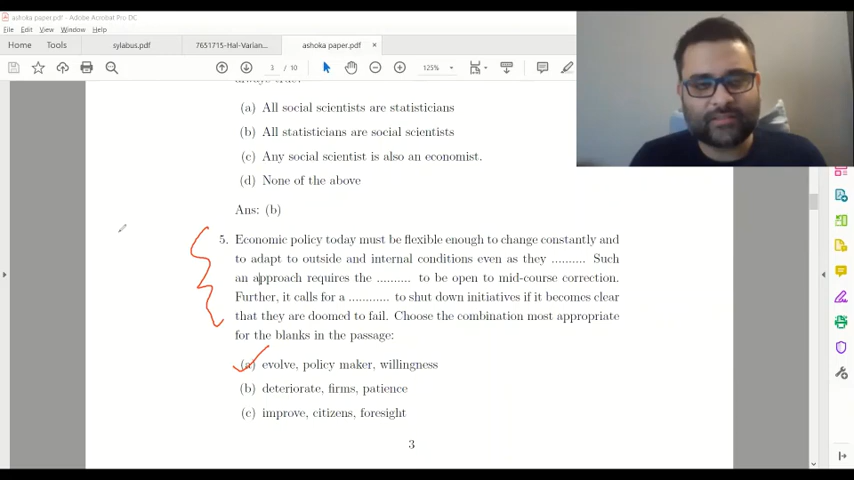 ashoka paper.pdf - Adobe Acrobat Pro DC
File Edit View Window Help
Home Tools sylabus.pdf 7651715-Hal-Varian... ashoka paper.pdf ×
3 / 10 125%
always true:
(a) All social scientists are statisticians
(b) All statisticians are social scientists
(c) Any social scientist is also an economist.
(d) None of the above
Ans: (b)
5. Economic policy today must be flexible enough to change constantly and
to adapt to outside and internal conditions even as they .......... Such
an approach requires the .......... to be open to mid-course correction.
Further, it calls for a ............ to shut down initiatives if it becomes clear
that they are doomed to fail. Choose the combination most appropriate
for the blanks in the passage:
(a) evolve, policy maker, willingness
(b) deteriorate, firms, patience
(c) improve, citizens, foresight
3